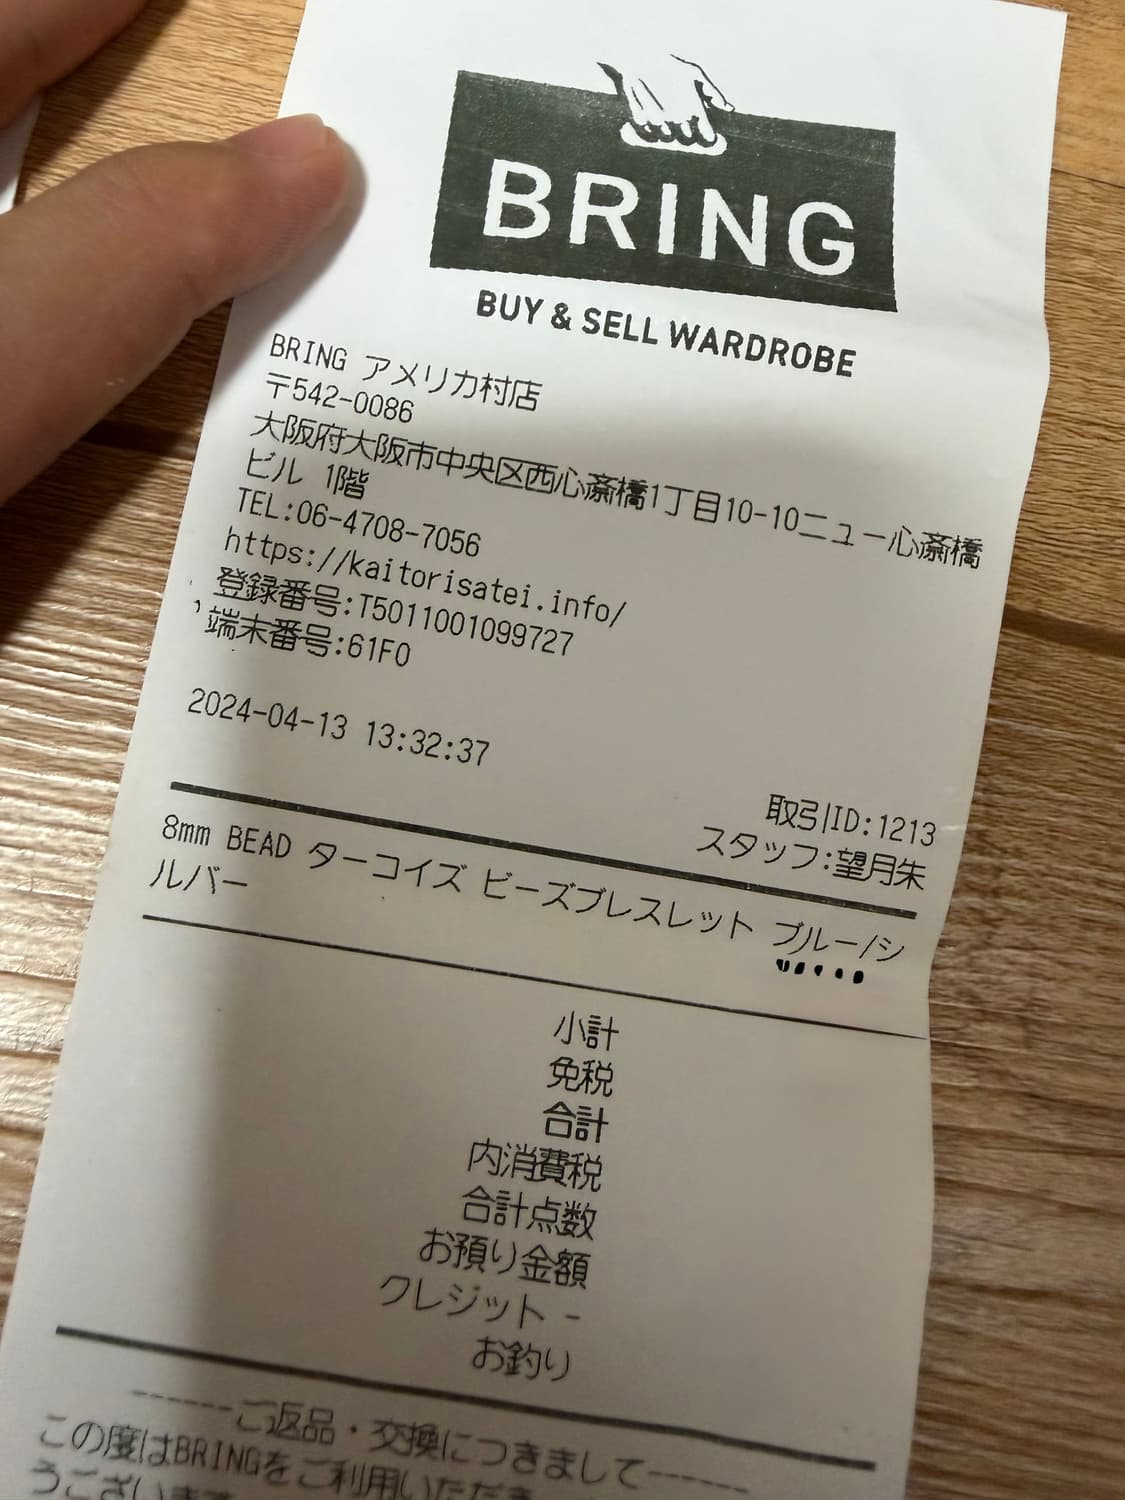 BRING
BUY & SELL WARDROBE
BRING アメリカ村店
〒542-0086
大阪府大阪市中央区西心斎橋1丁目10-10ニュー心斎橋
ビル 1階
TEL:06-4708-7056
https://kaitorisatei.info/
登録番号:T5011001099727
端末番号:61F0
2024-04-13 13:32:37
取引ID:1213
スタッフ:望月朱
8mm BEAD ターコイズ ビーズブレスレット ブルー/シ
ルバー
小計
免税
合計
内消費税
合計点数
お預り金額
クレジット -
お釣り
------ご返品・交換につきまして------
この度はBRINGをご利用いただき
うございます